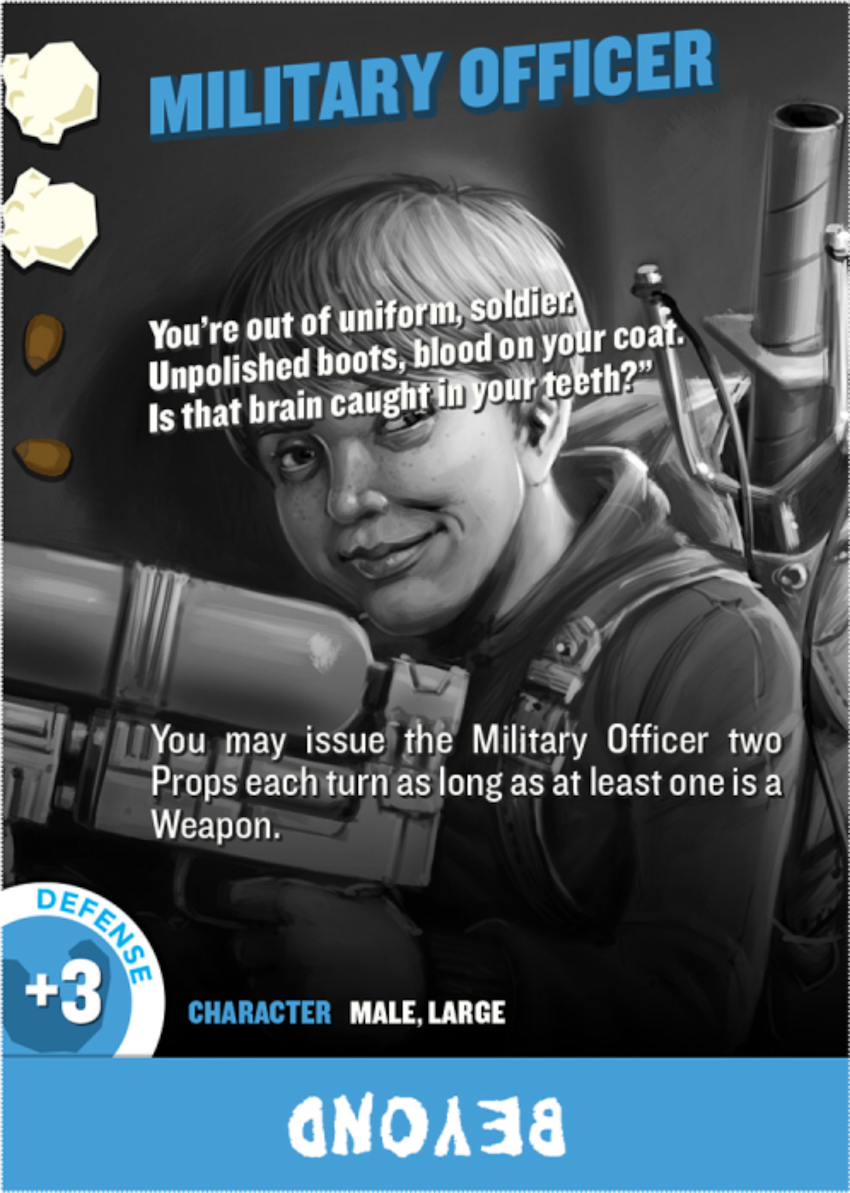 MILITARY OFFICER
You're out of uniform, soldier.
Unpolished boots, blood on your coat.
Is that brain caught in your teeth?”
You may issue the Military Officer two
Props each turn as long as at least one is a
Weapon.
DEFENSE
+3
CHARACTER MALE, LARGE
BEYOND